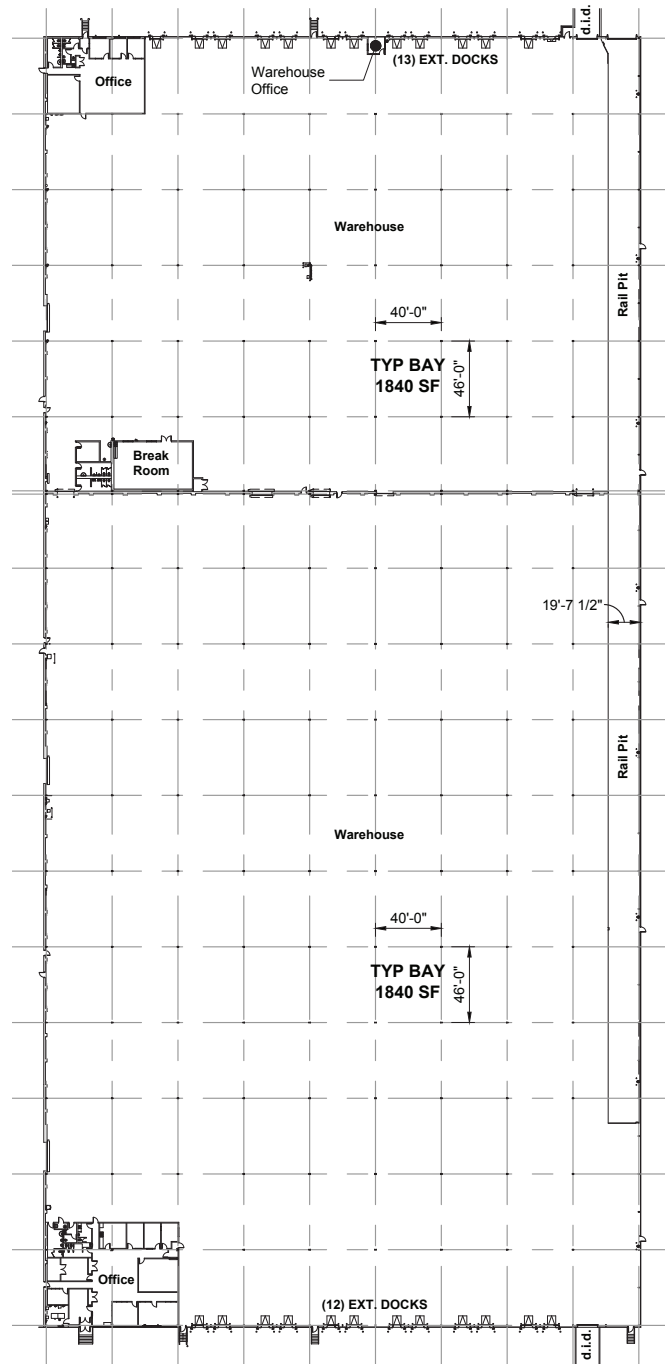 d.i.d.
Office
Warehouse
Office
(13) EXT. DOCKS
Warehouse
Rail Pit
40'-0"
TYP BAY
1840 SF
46'-0"
Break
Room
19'-7 1/2"
Rail Pit
Warehouse
40'-0"
TYP BAY
1840 SF
46'-0"
Office
(12) EXT. DOCKS
d.i.d.